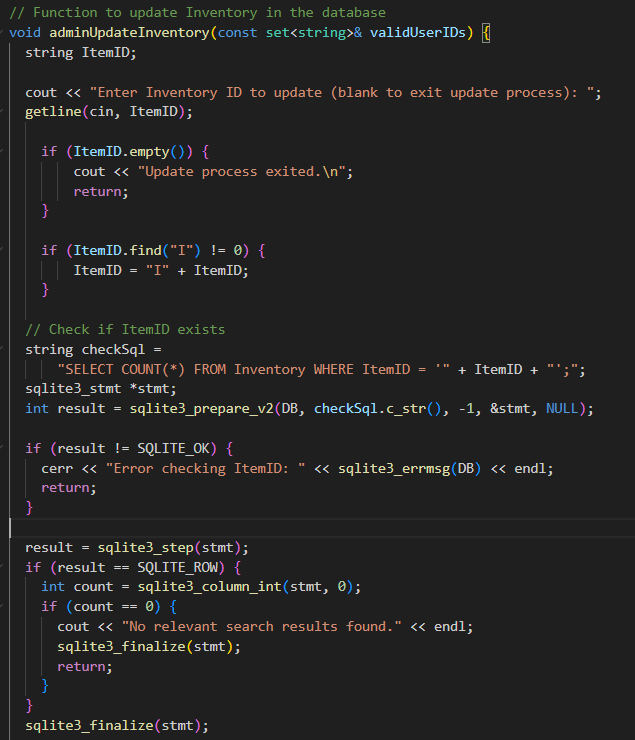 // Function to update Inventory in the database
void adminUpdateInventory(const set<string>& validUserIDs) {
string ItemID;
cout << "Enter Inventory ID to update (blank to exit update process): ";
getline(cin, ItemID);
if (ItemID.empty()) {
cout << "Update process exited.\n";
return;
}
if (ItemID.find("I") != 0) {
ItemID = "I" + ItemID;
}
// Check if ItemID exists
string checkSql =
"SELECT COUNT(*) FROM Inventory WHERE ItemID = '" + ItemID + "';";
sqlite3_stmt *stmt;
int result = sqlite3_prepare_v2(DB, checkSql.c_str(), -1, &stmt, NULL);
if (result != SQLITE_OK) {
cerr << "Error checking ItemID: " << sqlite3_errmsg(DB) << endl;
return;
}
result = sqlite3_step(stmt);
if (result == SQLITE_ROW) {
int count = sqlite3_column_int(stmt, 0);
if (count == 0) {
cout << "No relevant search results found." << endl;
sqlite3_finalize(stmt);
return;
}
}
sqlite3_finalize(stmt);